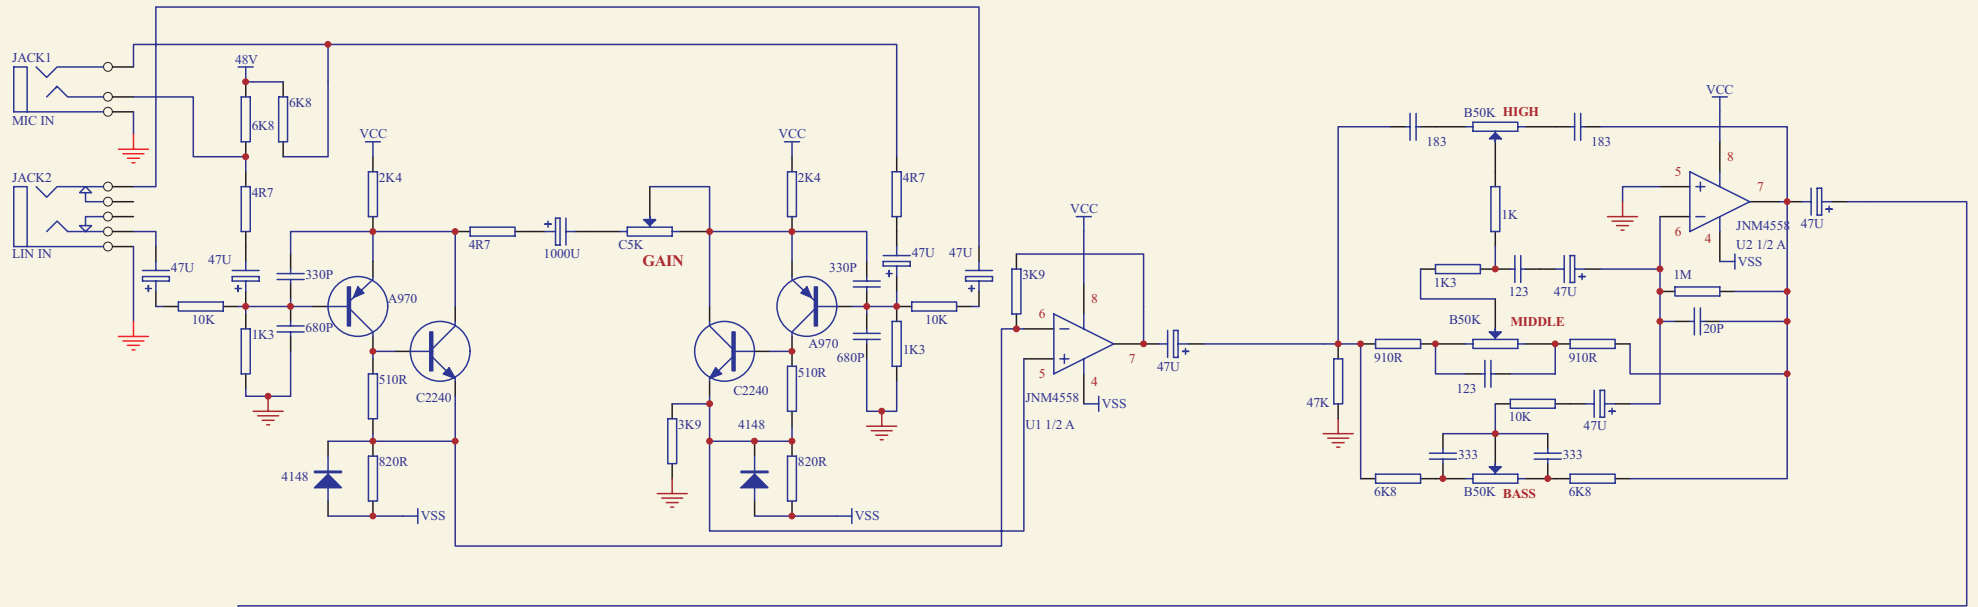 JACK1
MIC IN
JACK2
LIN IN
48V
6K8
6K8
4R7
47U
47U
10K
330P
680P
1K3
VCC
2K4
A970
510R
C2240
4148
820R
VSS
4R7
1000U
C5K
GAIN
VCC
2K4
4R7
330P
47U
47U
A970
10K
680P
1K3
510R
C2240
3K9
4148
820R
VSS
3K9
VCC
8
6
5
7
4
JNM4558
U1 1/2 A
VSS
47U
47K
183
B50K
HIGH
183
1K
1K3
123
47U
B50K
MIDDLE
910R
910R
123
10K
47U
333
333
6K8
B50K
BASS
6K8
VCC
8
5
6
7
4
JNM4558
U2 1/2 A
VSS
47U
1M
20P